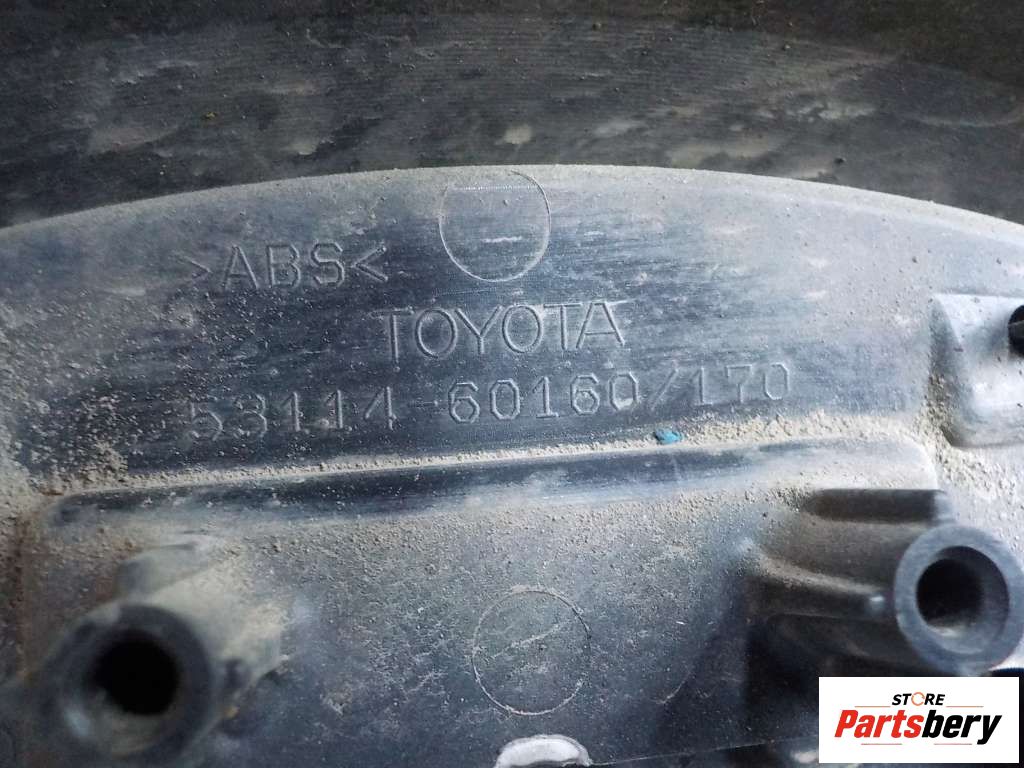 >ABS<
TOYOTA
53114-60160/170
STORE
Partsbery